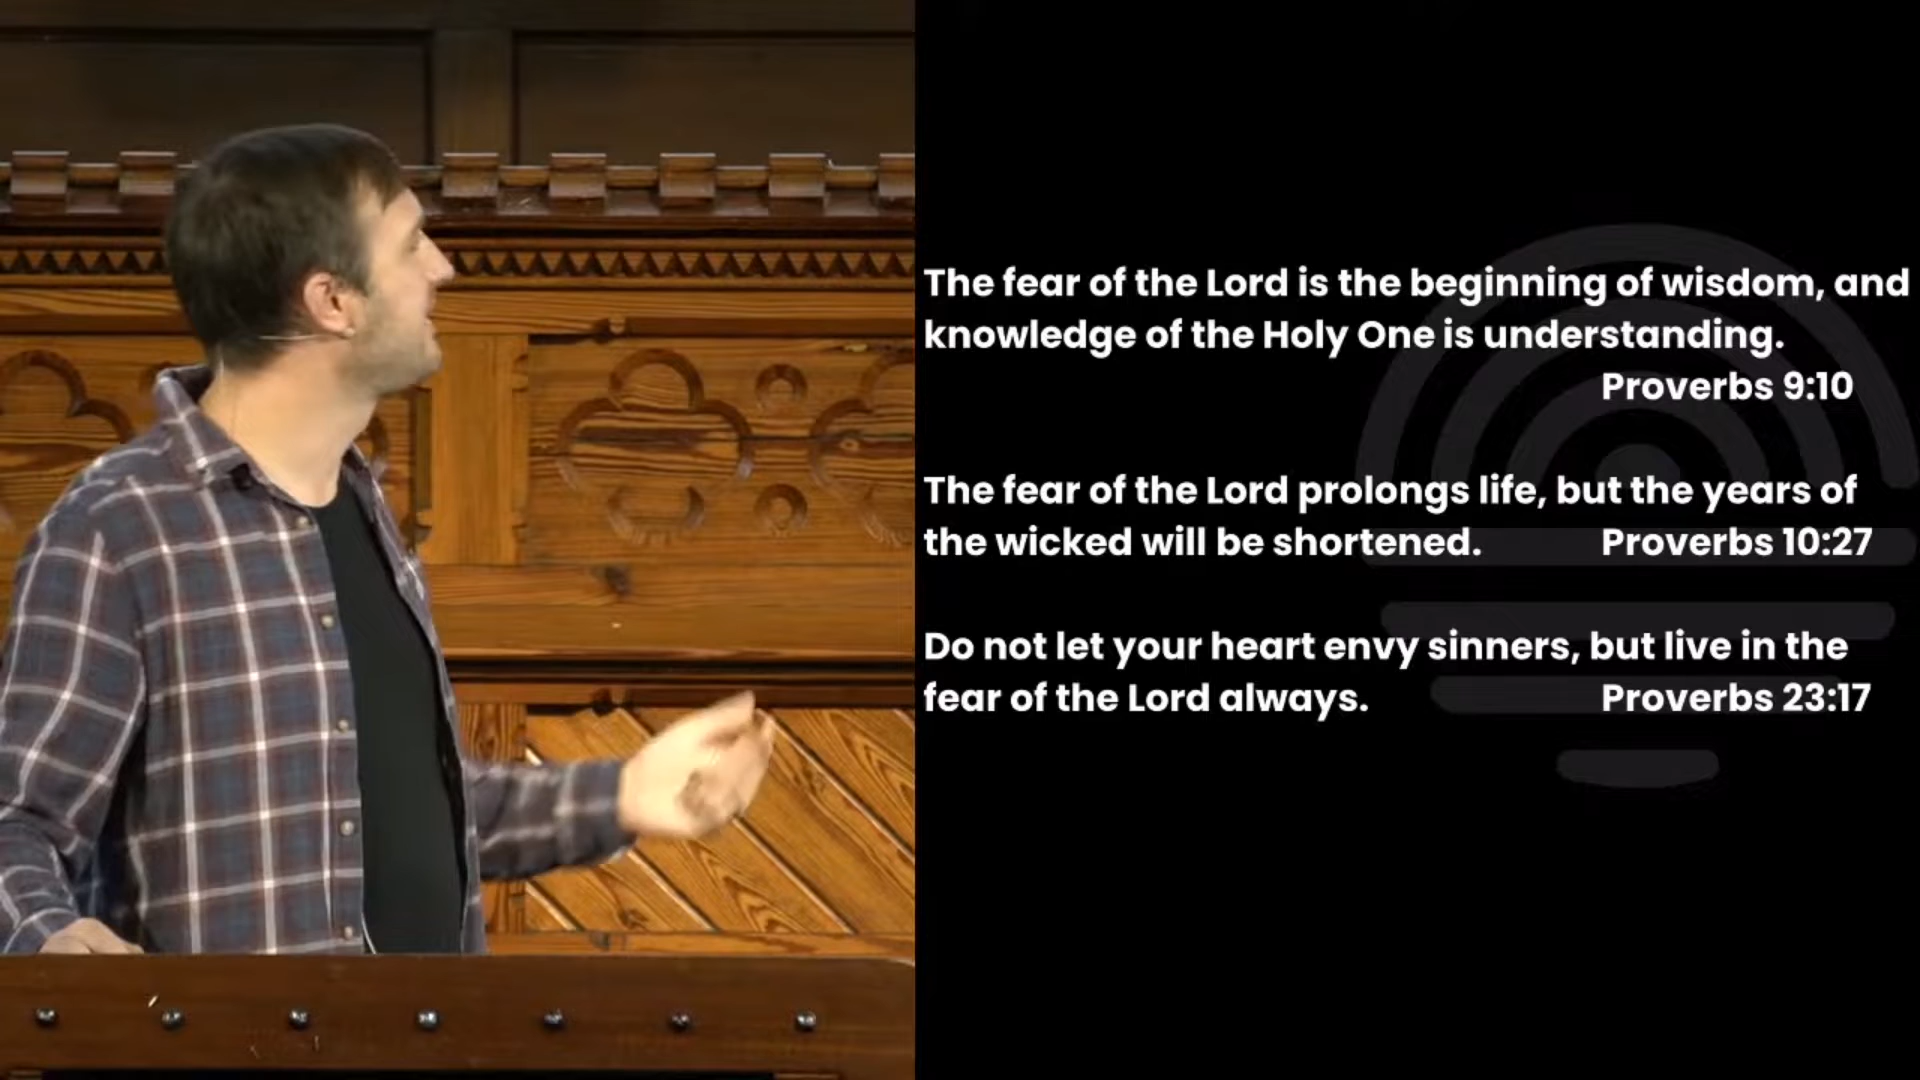 The fear of the Lord is the beginning of wisdom, and
knowledge of the Holy One is understanding.
Proverbs 9:10
The fear of the Lord prolongs life, but the years of
the wicked will be shortened. Proverbs 10:27
Do not let your heart envy sinners, but live in the
fear of the Lord always. Proverbs 23:17